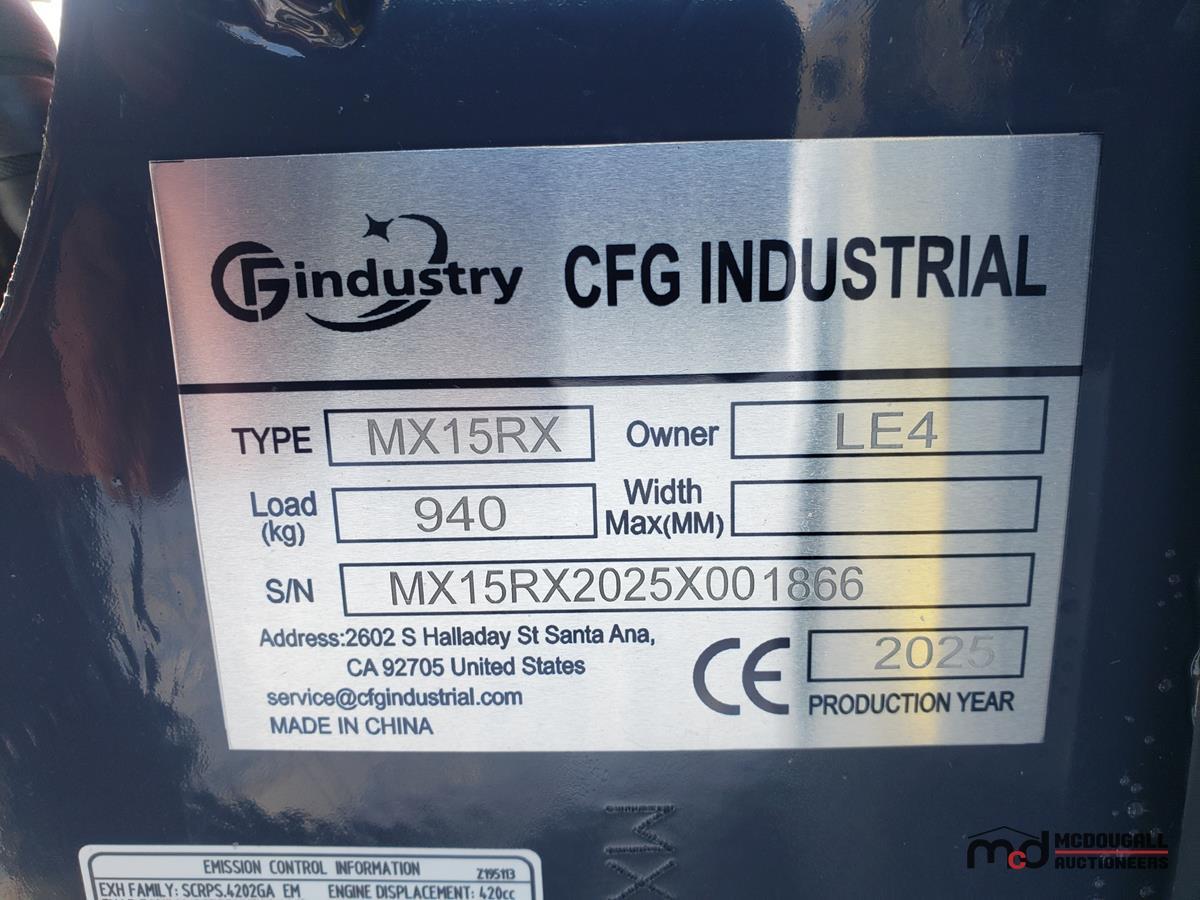 CFGindustry CFG INDUSTRIAL
TYPE MX15RX Owner LE4
Load (kg) 940 Width Max(MM)
S/N MX15RX2025X001866
Address:2602 S Halladay St Santa Ana,
CA 92705 United States
service@cfgindustrial.com
MADE IN CHINA
CE 2025
PRODUCTION YEAR
MX
EMISSION CONTROL INFORMATION Z195113
EXH FAMILY: SCRPS.4202GA EM ENGINE DISPLACEMENT: 420cc
mcd MCDOUGALL
AUCTIONEERS